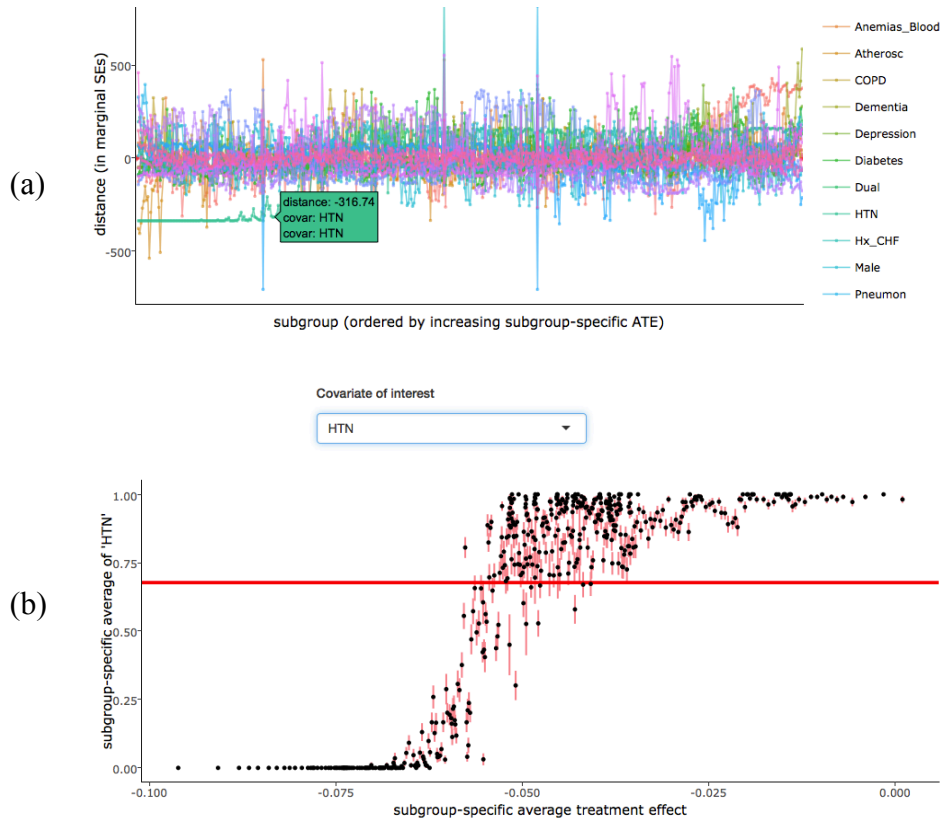 (a)
distance (in marginal SEs)
500
0
-500
distance: -316.74
covar: HTN
covar: HTN
subgroup (ordered by increasing subgroup-specific ATE)
Anemias_Blood
Atherosc
COPD
Dementia
Depression
Diabetes
Dual
HTN
Hx_CHF
Male
Pneumon
Covariate of interest
HTN
(b)
subgroup-specific average of 'HTN'
1.00
0.75
0.50
0.25
0.00
-0.100
-0.075
-0.050
-0.025
0.000
subgroup-specific average treatment effect